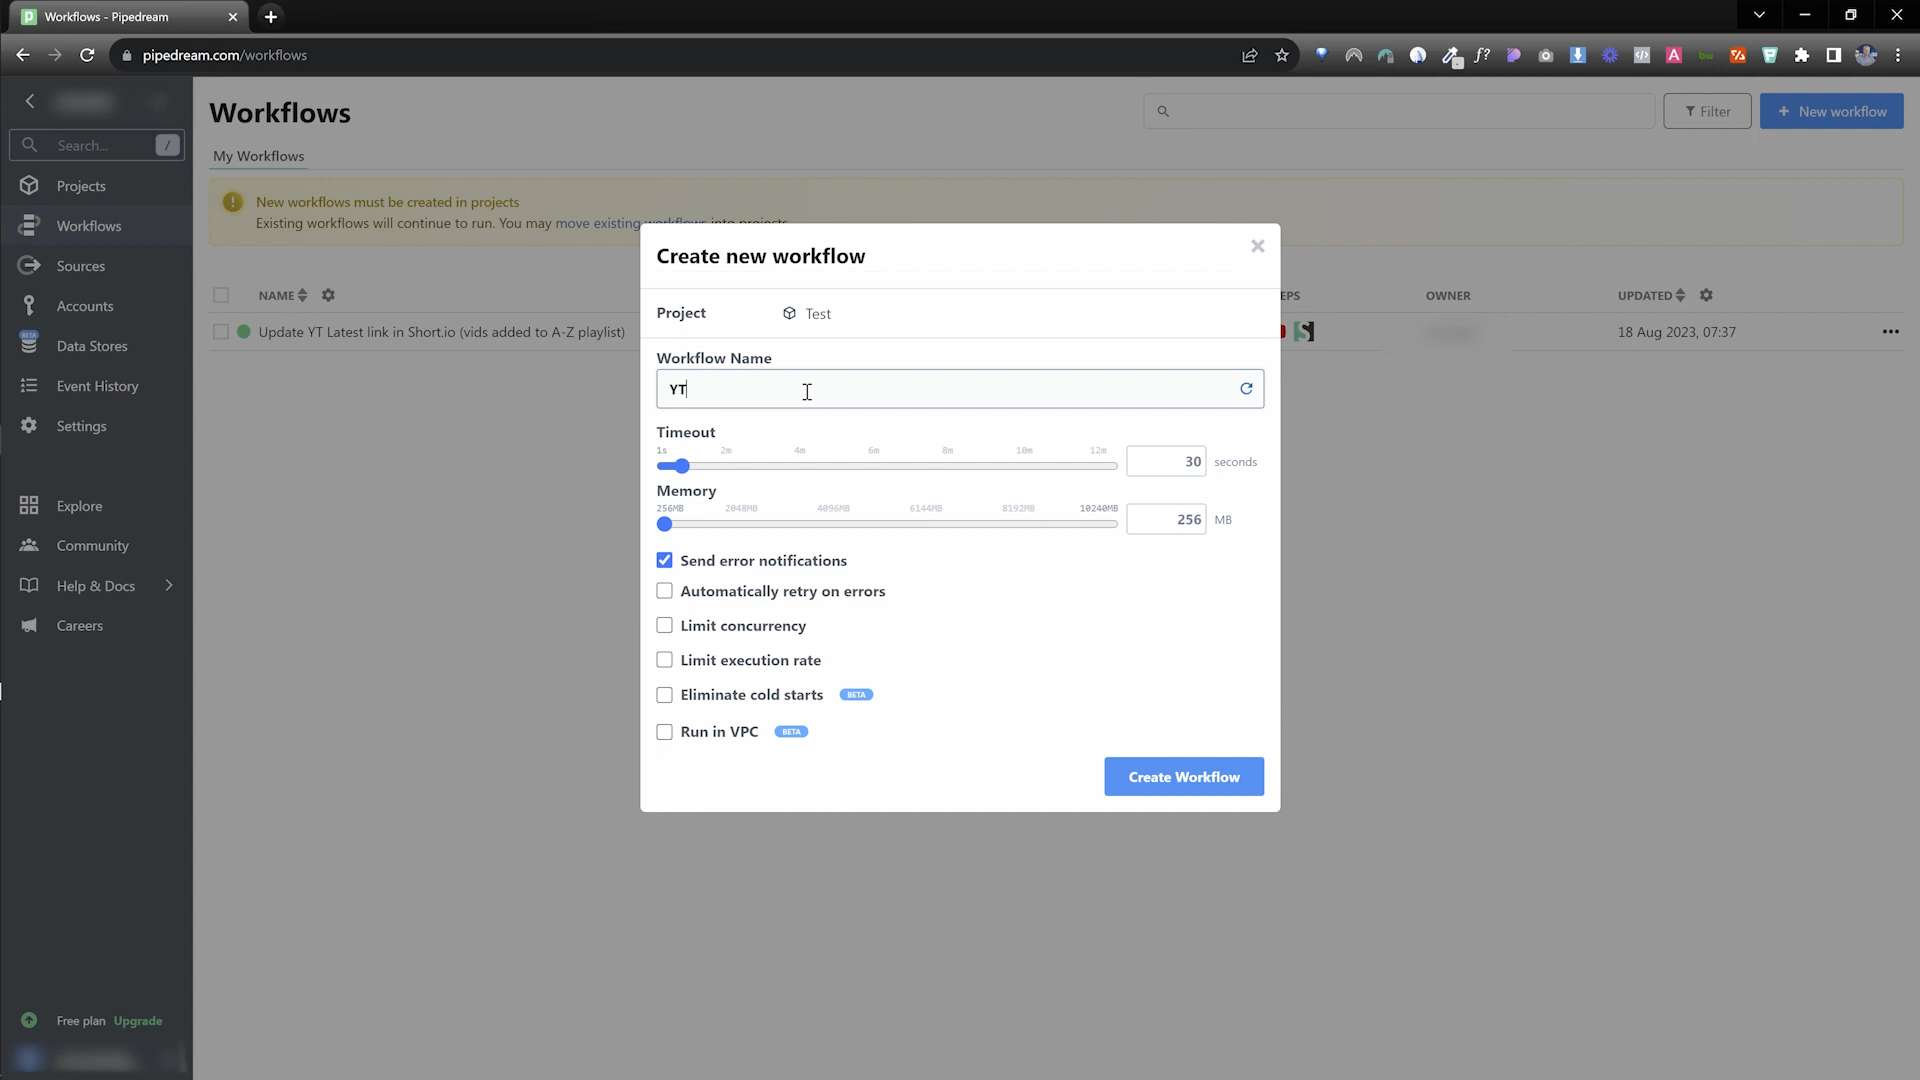 Workflows - Pipedream
pipedream.com/workflows
Search... /
Projects
Workflows
Sources
Accounts
BETA
Data Stores
Event History
Settings
Explore
Community
Help & Docs
Careers
Free plan Upgrade
Workflows
Filter
+ New workflow
My Workflows
New workflows must be created in projects
Existing workflows will continue to run. You may move existing workflows into projects
NAME
EPS
OWNER
UPDATED
Update YT Latest link in Short.io (vids added to A-Z playlist)
18 Aug 2023, 07:37
Create new workflow
Project Test
Workflow Name
YT
Timeout
1s 2m 4m 6m 8m 10m 12m
30 seconds
Memory
256MB 2048MB 4096MB 6144MB 8192MB 10240MB
256 MB
Send error notifications
Automatically retry on errors
Limit concurrency
Limit execution rate
Eliminate cold starts BETA
Run in VPC BETA
Create Workflow